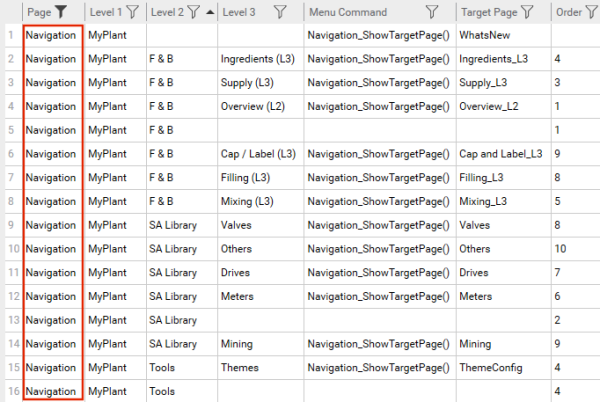 Page Level 1 Level 2 Level 3 Menu Command Target Page Order
1 Navigation MyPlant Navigation_ShowTargetPage() WhatsNew
2 Navigation MyPlant F & B Ingredients (L3) Navigation_ShowTargetPage() Ingredients_L3 4
3 Navigation MyPlant F & B Supply (L3) Navigation_ShowTargetPage() Supply_L3 3
4 Navigation MyPlant F & B Overview (L2) Navigation_ShowTargetPage() Overview_L2 1
5 Navigation MyPlant F & B 1
6 Navigation MyPlant F & B Cap / Label (L3) Navigation_ShowTargetPage() Cap and Label_L3 9
7 Navigation MyPlant F & B Filling (L3) Navigation_ShowTargetPage() Filling_L3 8
8 Navigation MyPlant F & B Mixing (L3) Navigation_ShowTargetPage() Mixing_L3 5
9 Navigation MyPlant SA Library Valves Navigation_ShowTargetPage() Valves 8
10 Navigation MyPlant SA Library Others Navigation_ShowTargetPage() Others 10
11 Navigation MyPlant SA Library Drives Navigation_ShowTargetPage() Drives 7
12 Navigation MyPlant SA Library Meters Navigation_ShowTargetPage() Meters 6
13 Navigation MyPlant SA Library 2
14 Navigation MyPlant SA Library Mining Navigation_ShowTargetPage() Mining 9
15 Navigation MyPlant Tools Themes Navigation_ShowTargetPage() ThemeConfig 4
16 Navigation MyPlant Tools 4